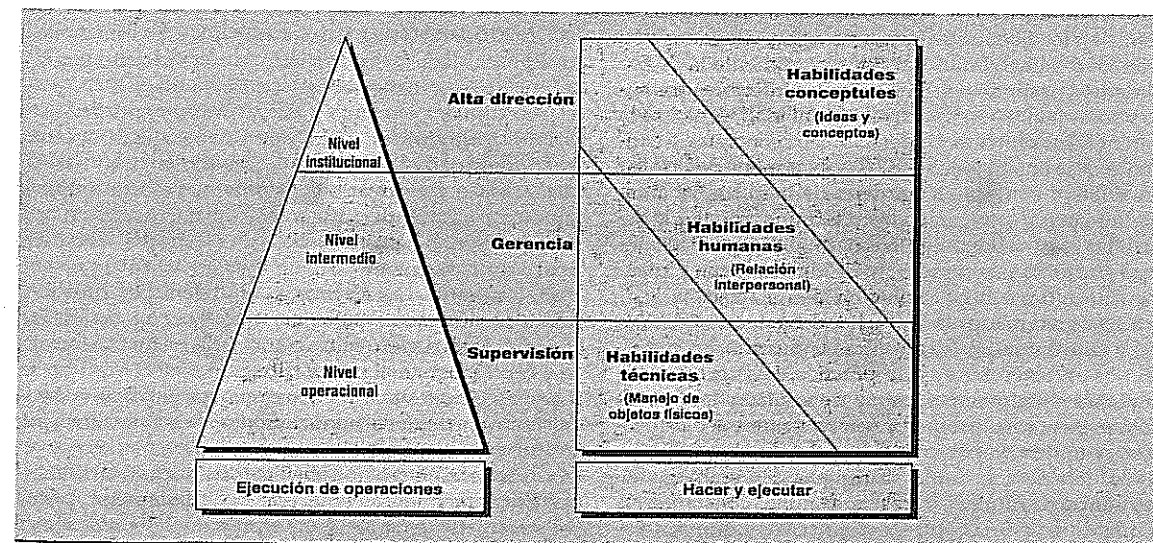 Alta dirección
Nivel
institucional
Habilidades
conceptules
(Ideas y
conceptos)
Nivel
intermedio
Gerencia
Habilidades
humanas
(Relación
interpersonal)
Nivel
operacional
Supervisión
Habilidades
técnicas
(Manejo de
objetos físicos)
Ejecución de operaciones
Hacer y ejecutar